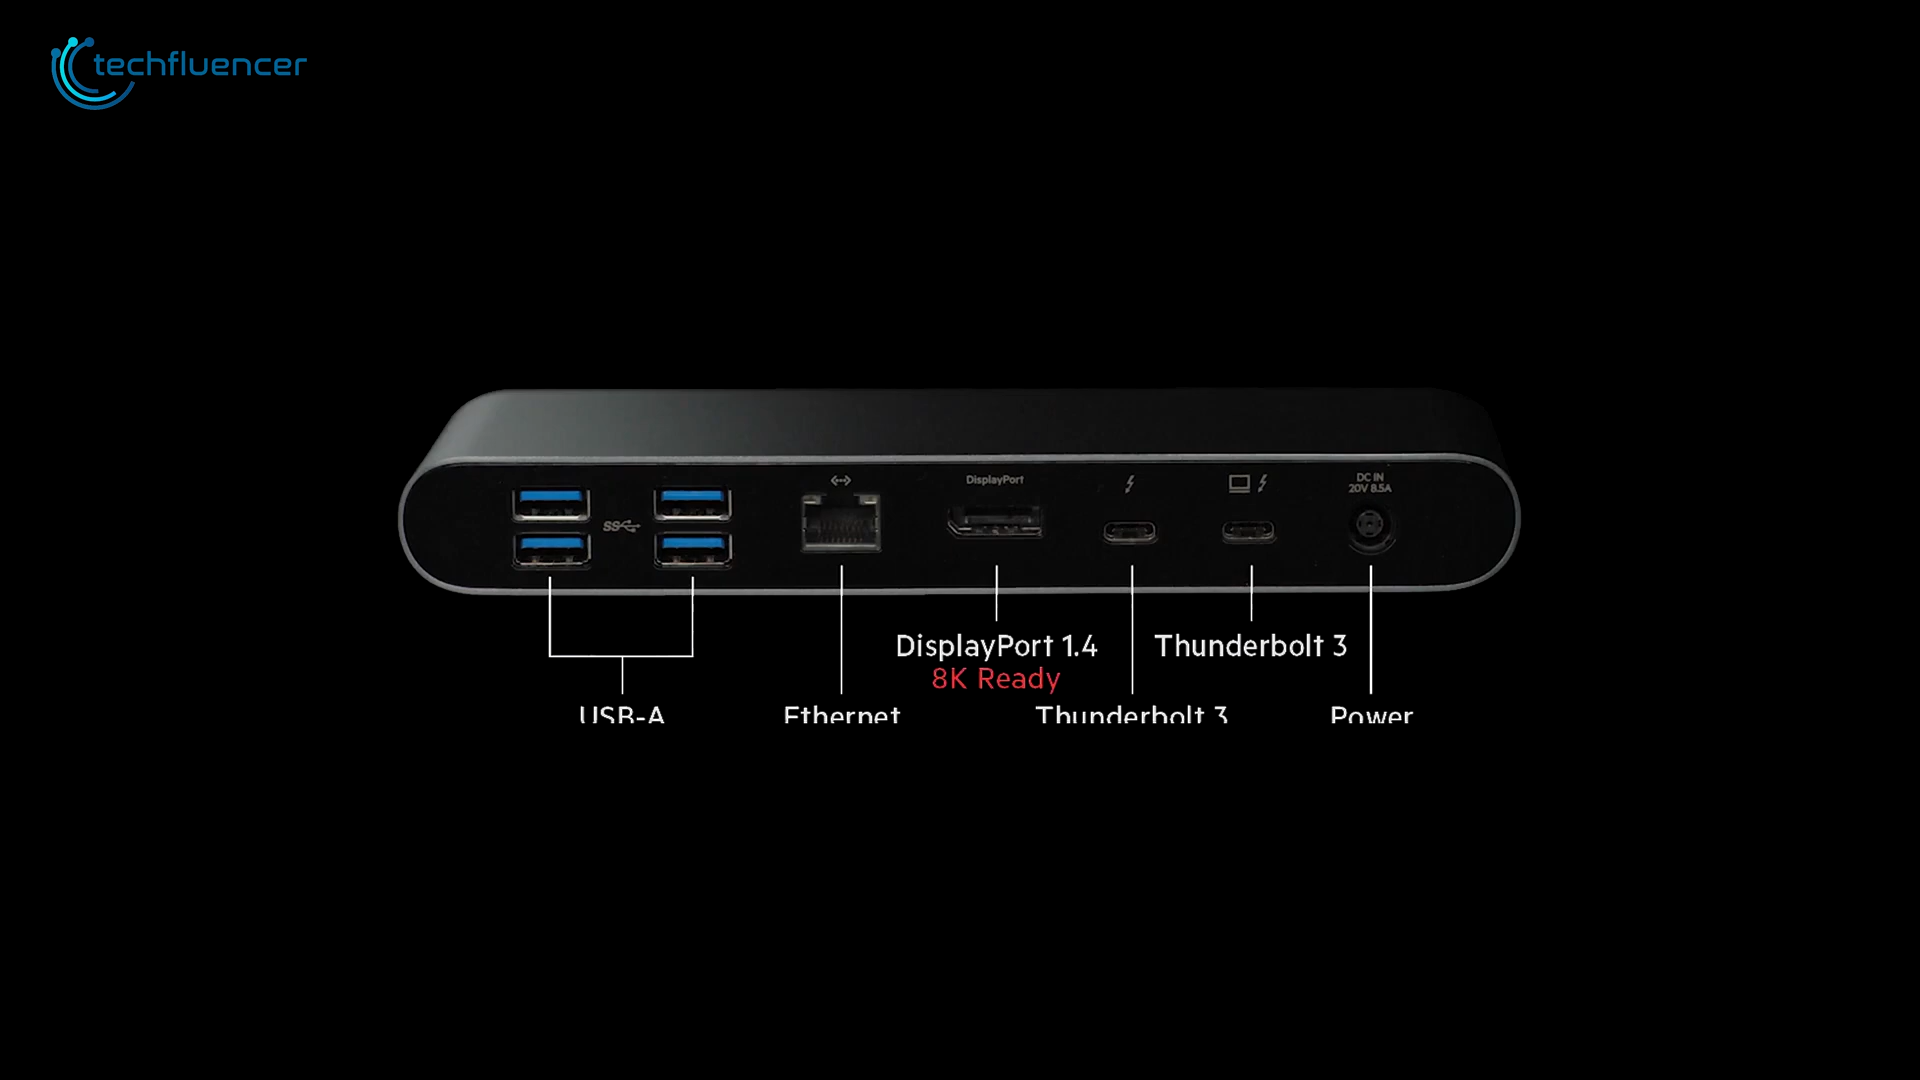 techfluencer
DisplayPort
DC IN
20V 8.5A
SS
DisplayPort 1.4
Thunderbolt 3
8K Ready
USB-A
Ethernet
Thunderbolt 3
Power